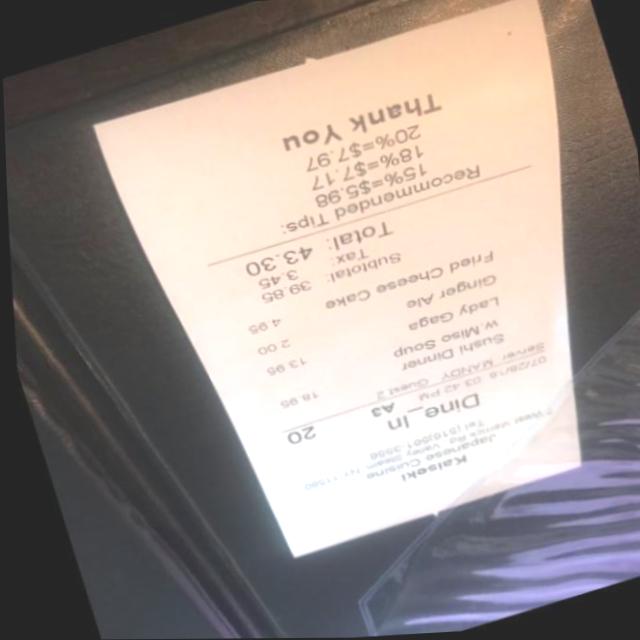 Kaiseki
Japanese Cuisine
Valley Stream
Tel (516)561-3556
Dine_In A3 20
07/28/18 03:42 PM
Server MANDY Guest 2
Sushi Dinner 18.95
w.Miso Soup
Lady Gaga 13.95
Ginger Ale 2.00
Fried Cheese Cake 4.95
Subtotal: 39.85
Tax: 3.45
Total: 43.30
Recommended Tips:
15%=$5.98
18%=$7.17
20%=$7.97
Thank You